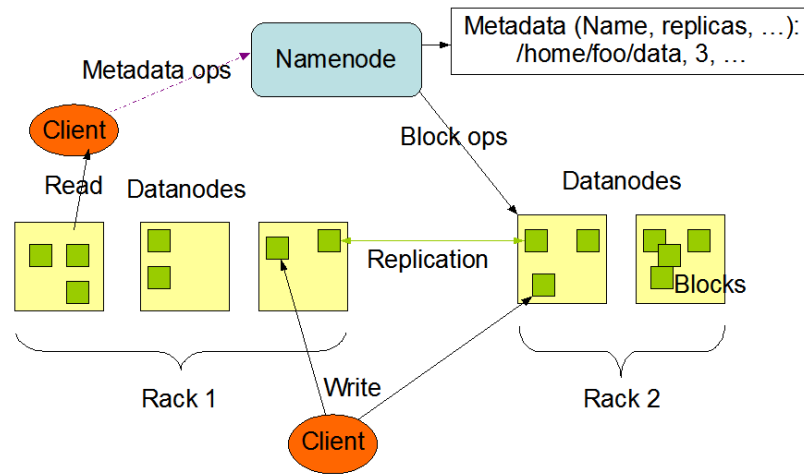 Metadata (Name, replicas, …):
/home/foo/data, 3, …
Namenode
Metadata ops
Client
Block ops
Read
Datanodes
Datanodes
Replication
Blocks
Rack 1
Write
Rack 2
Client